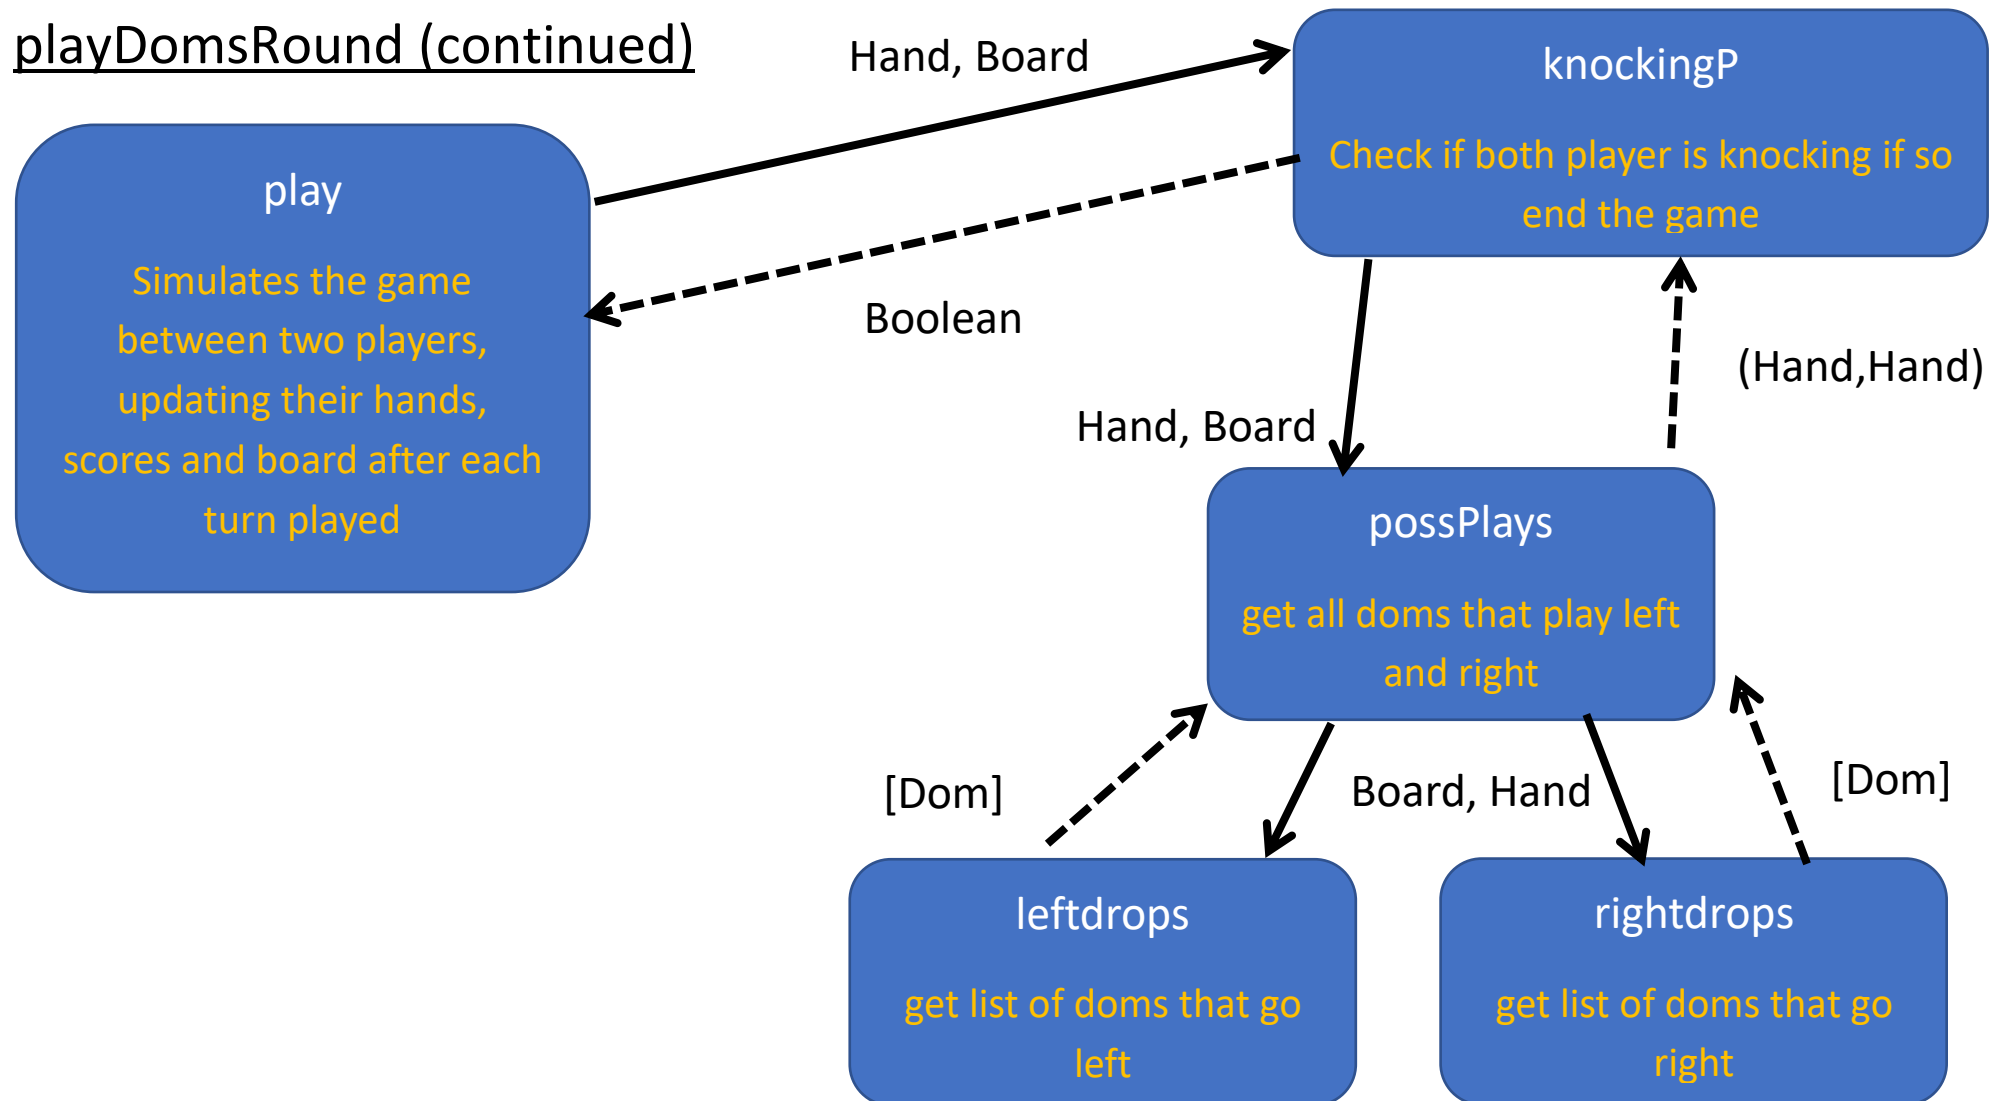 playDomsRound (continued)
Hand, Board
knockingP
Check if both player is knocking if so
end the game
play
Simulates the game
between two players,
updating their hands,
scores and board after each
turn played
Boolean
(Hand,Hand)
Hand, Board
possPlays
get all doms that play left
and right
[Dom]
Board, Hand
[Dom]
leftdrops
get list of doms that go
left
rightdrops
get list of doms that go
right